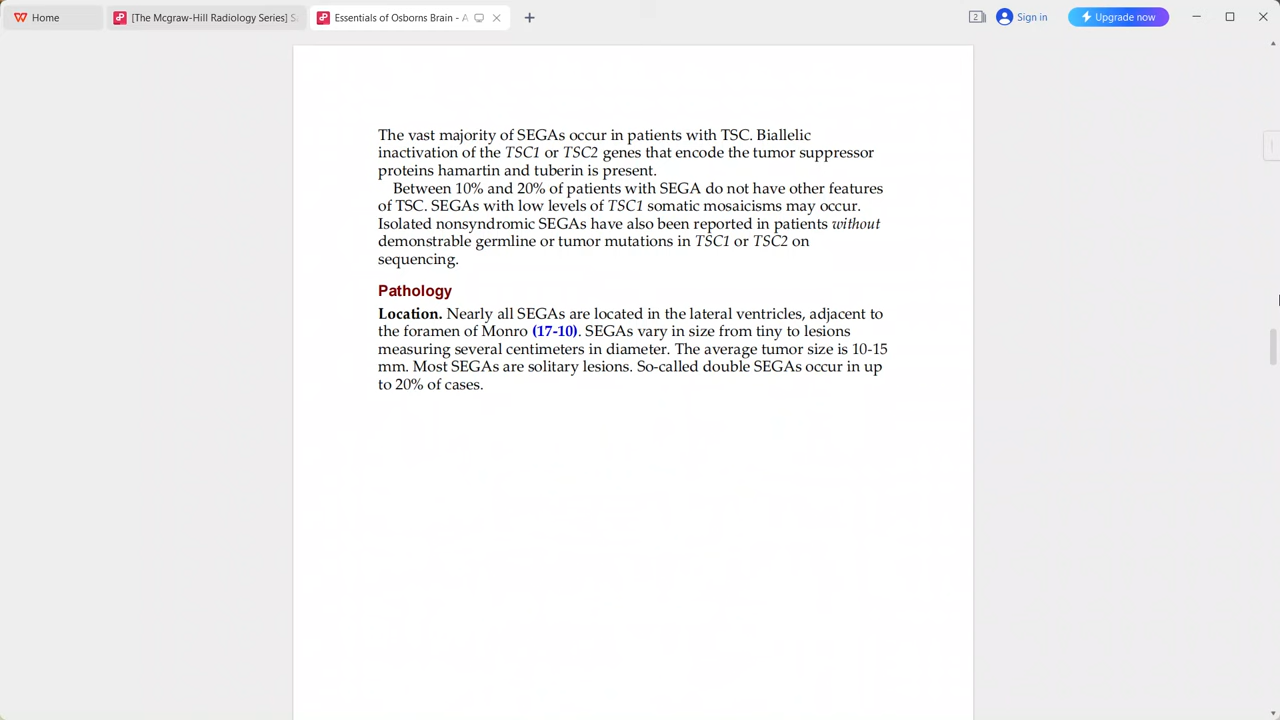 Home
[The Mcgraw-Hill Radiology Series] S
Essentials of Osborns Brain - A
2
Sign in
Upgrade now
The vast majority of SEGAs occur in patients with TSC. Biallelic
inactivation of the TSC1 or TSC2 genes that encode the tumor suppressor
proteins hamartin and tuberin is present.
Between 10% and 20% of patients with SEGA do not have other features
of TSC. SEGAs with low levels of TSC1 somatic mosaicisms may occur.
Isolated nonsyndromic SEGAs have also been reported in patients without
demonstrable germline or tumor mutations in TSC1 or TSC2 on
sequencing.
Pathology
Location. Nearly all SEGAs are located in the lateral ventricles, adjacent to
the foramen of Monro (17-10). SEGAs vary in size from tiny to lesions
measuring several centimeters in diameter. The average tumor size is 10-15
mm. Most SEGAs are solitary lesions. So-called double SEGAs occur in up
to 20% of cases.